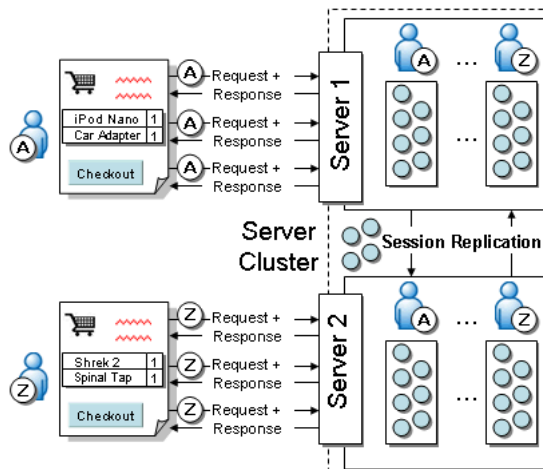 A
Request +
Response
iPod Nano 1
Car Adapter 1
A
Request +
Response
A
Checkout
A
Request +
Response
Server 1
A
...
Z
...
Server
Cluster
Session Replication
Z
Request +
Response
Shrek 2 1
Spinal Tap 1
Z
Request +
Response
Z
Checkout
Z
Request +
Response
Server 2
A
...
Z
...